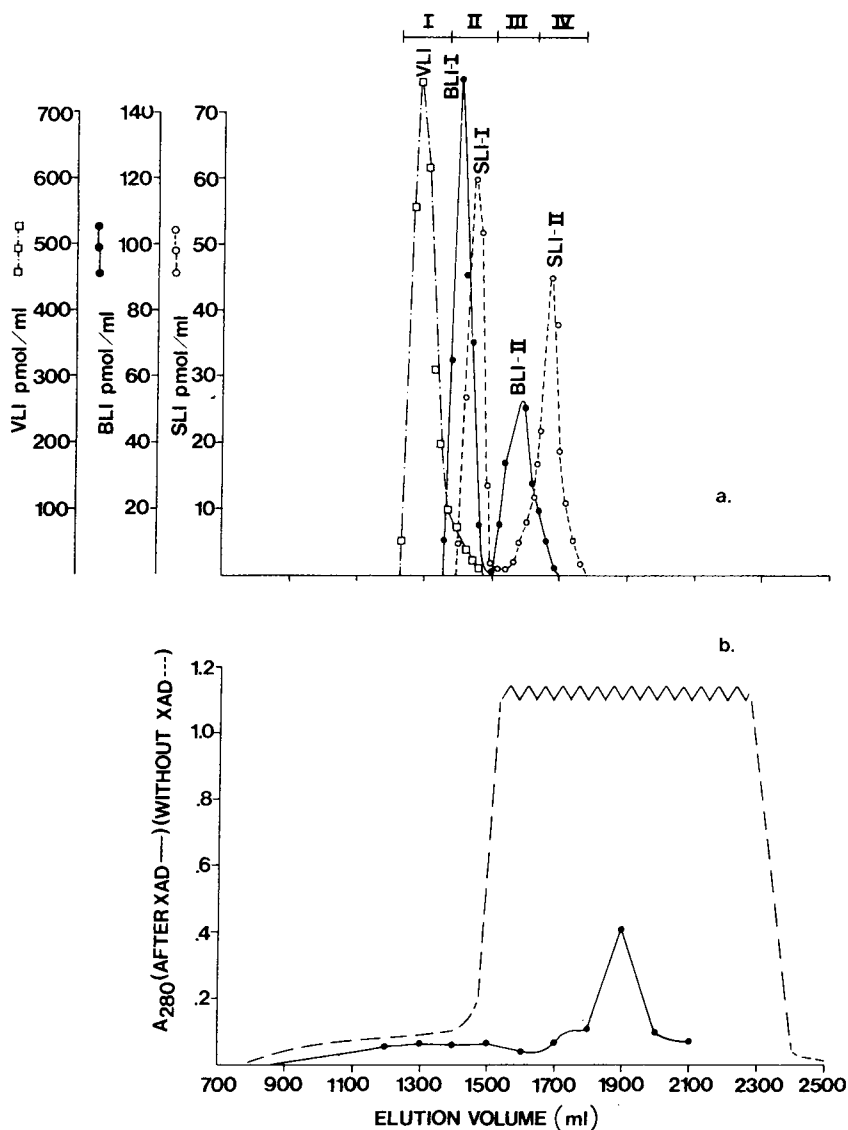 I II III IV
VLI
BLI-I
SLI-I
BLI-II
SLI-II
VLI pmol/ml
700
600
500
400
300
200
100
BLI pmol/ml
140
120
100
80
60
40
20
SLI pmol/ml
70
60
50
40
30
20
10
a.
b.
A280 (AFTER XAD —) (WITHOUT XAD ---)
1.2
1.0
.8
.6
.4
.2
700 900 1100 1300 1500 1700 1900 2100 2300 2500
ELUTION VOLUME (ml)